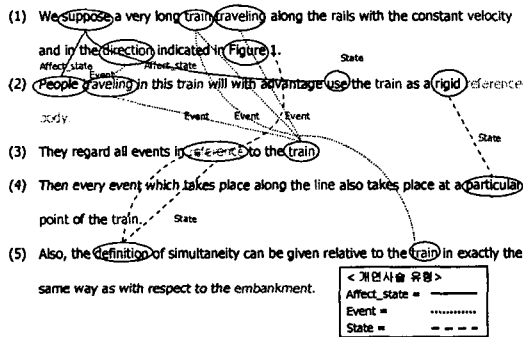 (1) We suppose a very long train traveling along the rails with the constant velocity
and in the direction indicated in Figure 1.
State
Affect_state
Event
Affect_state
(2) People traveling in this train will with advantage use the train as a rigid reference
body.
Event Event Event
State
(3) They regard all events in reference to the train
(4) Then every event which takes place along the line also takes place at a particular
point of the train.
State
(5) Also, the definition of simultaneity can be given relative to the train in exactly the
same way as with respect to the embankment.
< 개연사슬 유형>
Affect_state =
Event =
State =